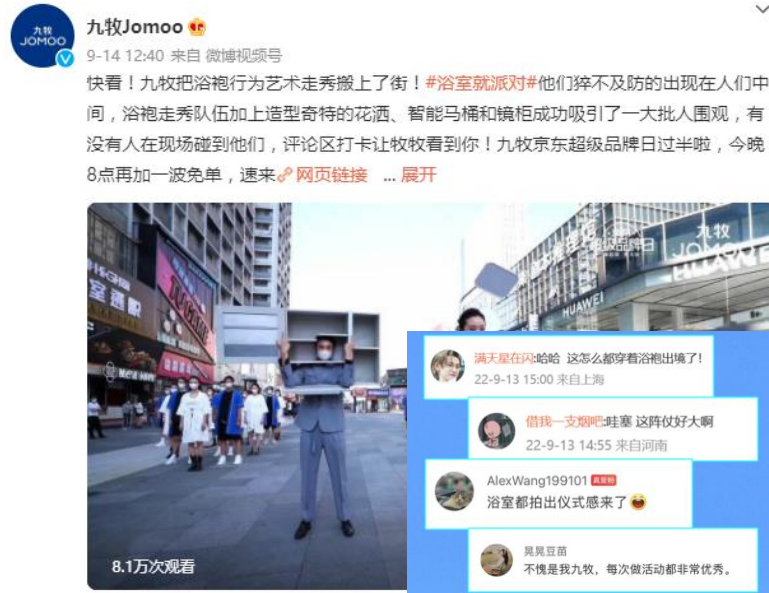 九牧
JOMOO
九牧Jomoo
9-14 12:40 来自 微博视频号
快看！九牧把浴袍行为艺术走秀搬上了街！#浴室就派对#他们猝不及防的出现在人们中
间，浴袍走秀队伍加上造型奇特的花洒、智能马桶和镜柜成功吸引了一大批人围观，有
没有人在现场碰到他们，评论区打卡让牧牧看到你！九牧京东超级品牌日过半啦，今晚
8点再加一波免单，速来 网页链接 ... 展开
九牧
JOMOO
超级品牌日
HUAWEI
HUAWEI
8.1万次观看
满天星在闪:哈哈 这怎么都穿着浴袍出境了!
22-9-13 15:00 来自上海
借我一支烟吧:哇塞 这阵仗好大啊
22-9-13 14:55 来自河南
AlexWang199101
浴室都拍出仪式感来了
晃晃豆苗
不愧是我九牧，每次做活动都非常优秀。